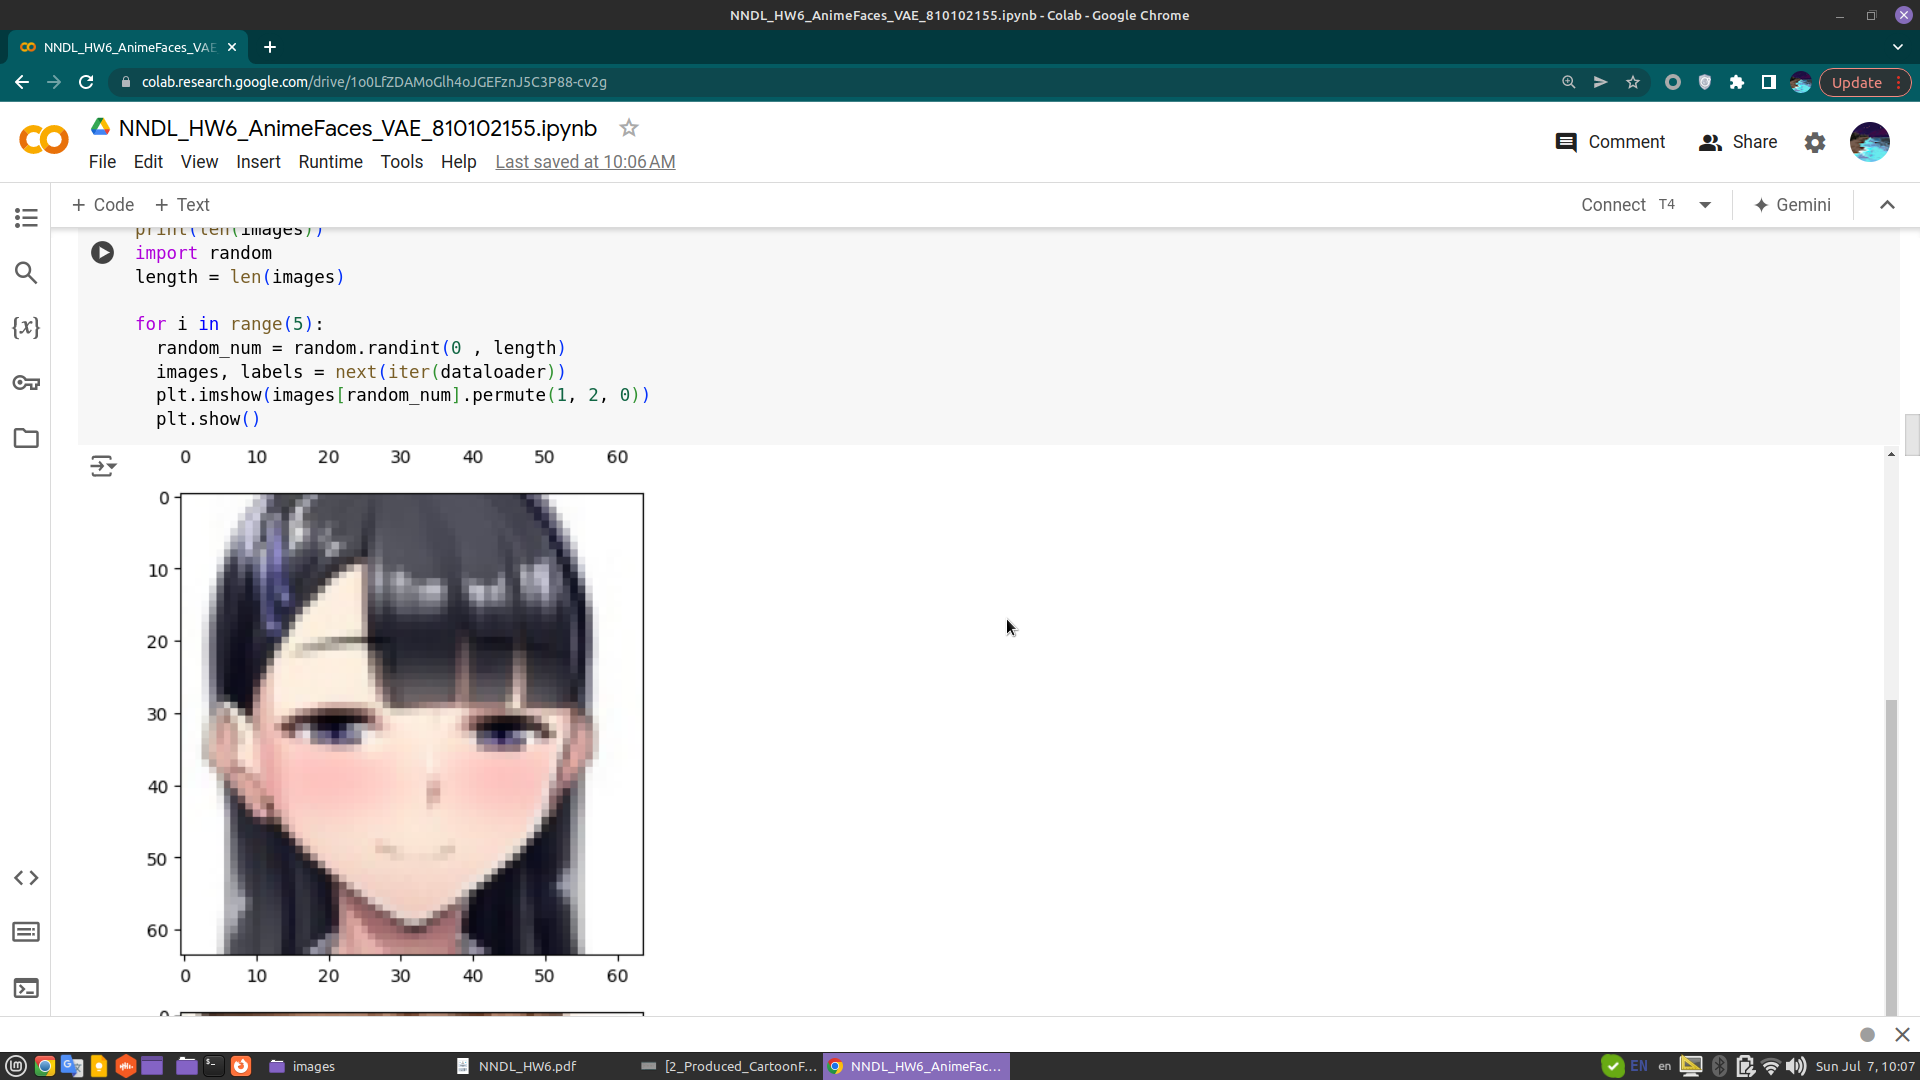 NNDL_HW6_AnimeFaces_VAE_810102155.ipynb - Colab - Google Chrome
NNDL_HW6_AnimeFaces_VAE
colab.research.google.com/drive/1o0LfZDAMoGlh4oJGEFznJ5C3P88-cv2g
Update
NNDL_HW6_AnimeFaces_VAE_810102155.ipynb
File Edit View Insert Runtime Tools Help Last saved at 10:06 AM
Comment Share
+ Code + Text
Connect T4 Gemini
print(len(images))
import random
length = len(images)
for i in range(5):
random_num = random.randint(0 , length)
images, labels = next(iter(dataloader))
plt.imshow(images[random_num].permute(1, 2, 0))
plt.show()
{x}
0 10 20 30 40 50 60
0
10
20
30
40
50
60
0 10 20 30 40 50 60
0
images
NNDL_HW6.pdf
[2_Produced_CartoonF...
NNDL_HW6_AnimeFac...
EN en
Sun Jul 7, 10:07